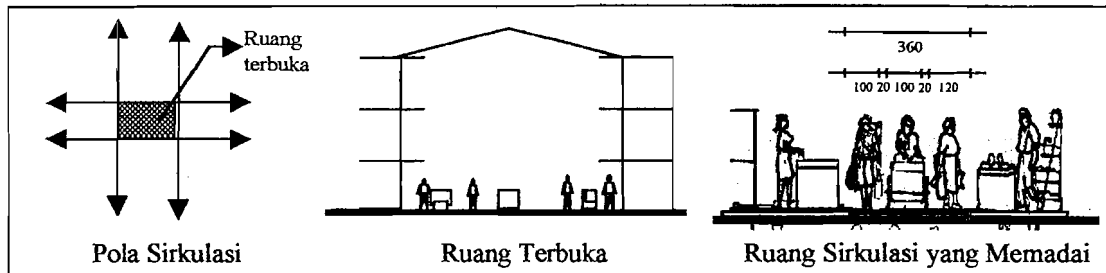 Ruang
terbuka
360
100 20 100 20 120
Pola Sirkulasi
Ruang Terbuka
Ruang Sirkulasi yang Memadai